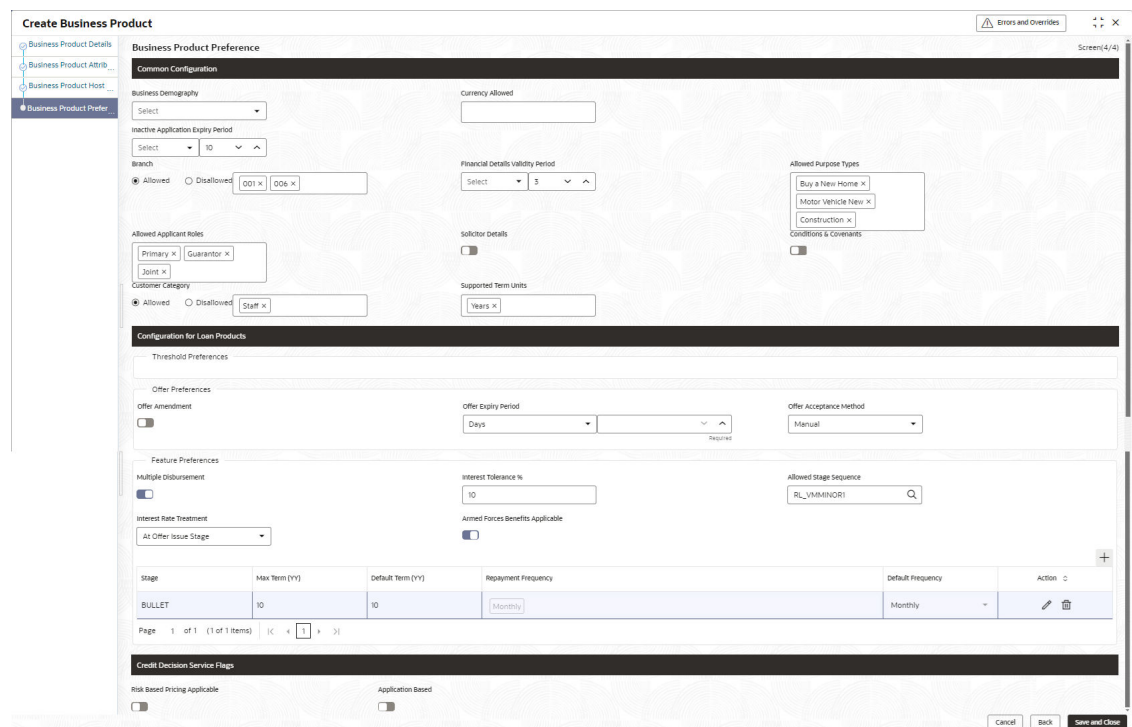 Create Business Product
Errors and Overrides
Business Product Details
Business Product Attrib...
Business Product Host ...
Business Product Prefer...
Business Product Preference
Screen(4/4)
Common Configuration
Business Demography
Currency Allowed
Select
Inactive Application Expiry Period
Select 10
Branch
Financial Details Validity Period
Allowed Purpose Types
Allowed Disallowed 001 × 006 ×
Select 3
Buy a New Home ×
Motor Vehicle New ×
Construction ×
Allowed Applicant Roles
Solicitor Details
Conditions & Covenants
Primary × Guarantor ×
Joint ×
Customer Category
Supported Term Units
Allowed Disallowed Staff ×
Years ×
Configuration for Loan Products
Threshold Preferences
Offer Preferences
Offer Amendment
Offer Expiry Period
Offer Acceptance Method
Days
Manual
Required
Feature Preferences
Multiple Disbursement
Interest Tolerance %
Allowed Stage Sequence
10
RL_VMMINOR1
Interest Rate Treatment
Armed Forces Benefits Applicable
At Offer Issue Stage
Stage Max Term (YY) Default Term (YY) Repayment Frequency Default Frequency Action
BULLET 10 10 Monthly Monthly
Page 1 of 1 (1 of 1 items) 1
Credit Decision Service Flags
Risk Based Pricing Applicable
Application Based
Cancel Back Save and Close